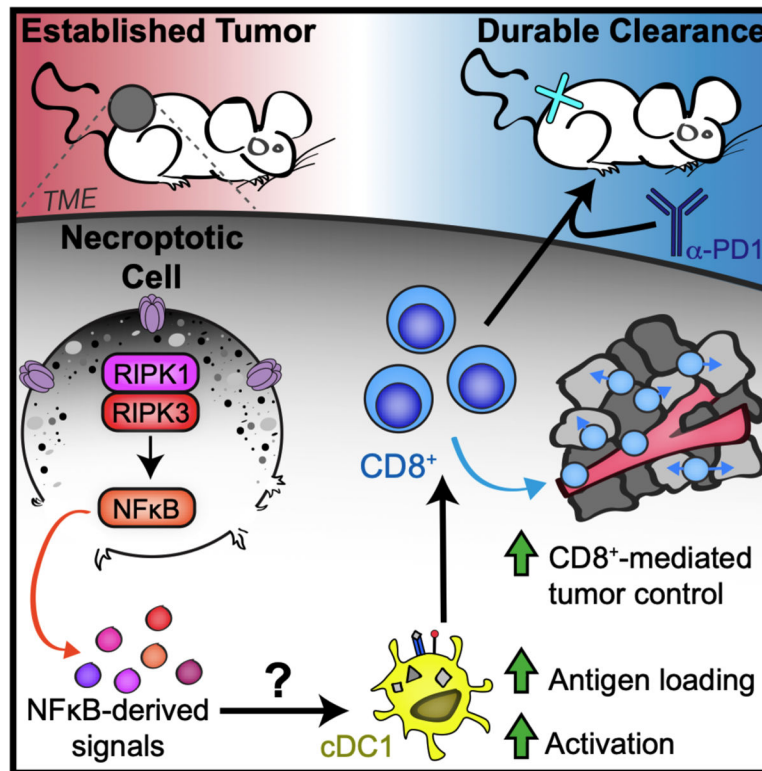 Established Tumor
Durable Clearance
TME
α-PD1
Necroptotic
Cell
RIPK1
RIPK3
NFκB
CD8⁺
CD8⁺-mediated
tumor control
?
NFκB-derived
signals
cDC1
Antigen loading
Activation